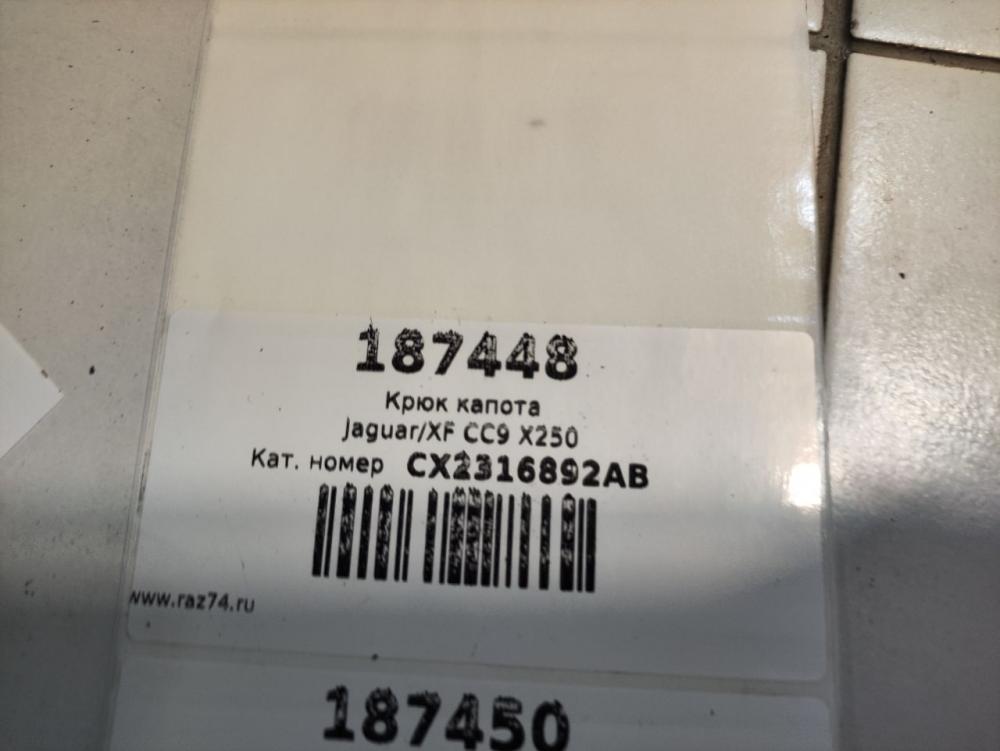 187448
Крюк капота
Jaguar/XF CC9 X250
Кат. номер CX2316892AB
www.raz74.ru
187450